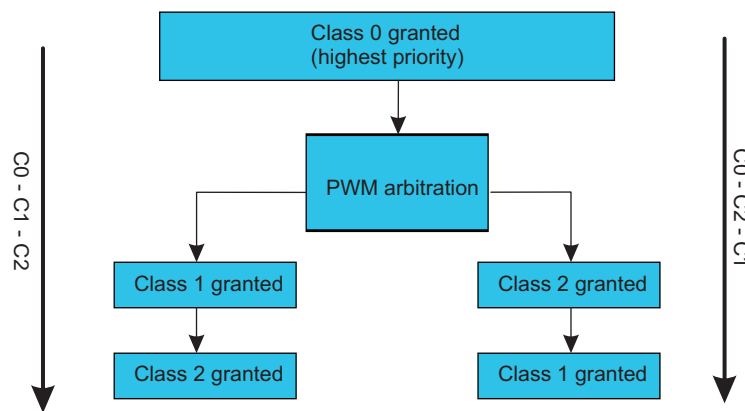 Class 0 granted
(highest priority)
PWM arbitration
C0 - C1 - C2
C0 - C2 - C1
Class 1 granted
Class 2 granted
Class 2 granted
Class 1 granted